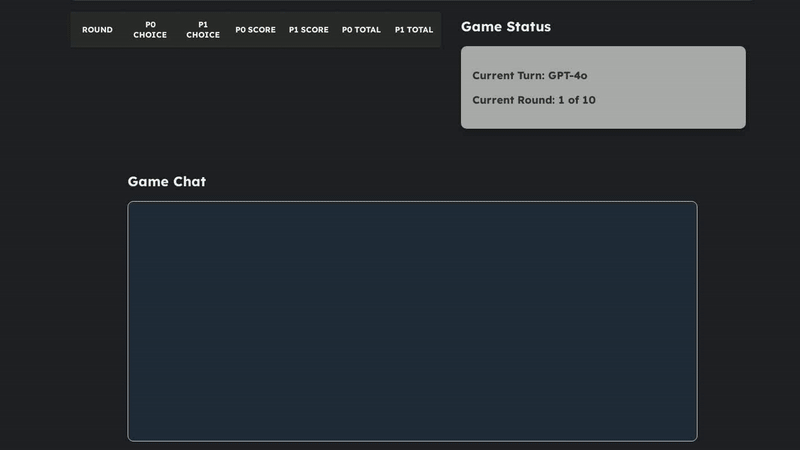 ROUND P0 CHOICE P1 CHOICE P0 SCORE P1 SCORE P0 TOTAL P1 TOTAL
Game Status
Current Turn: GPT-4o
Current Round: 1 of 10
Game Chat